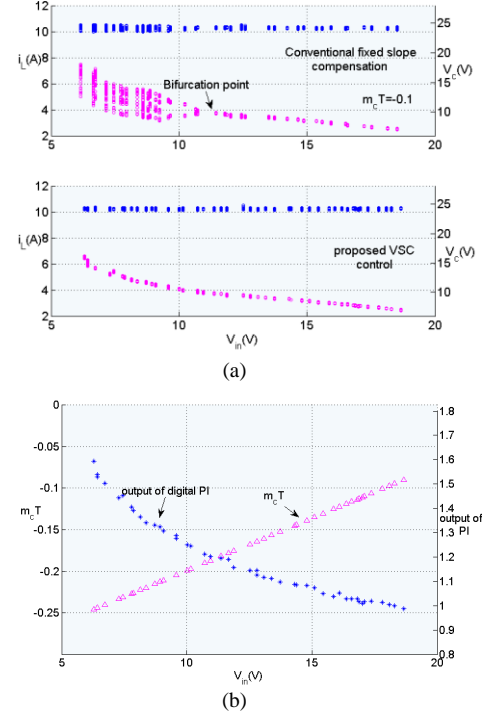 12
10
i_L(A)8
6
4
2
25
20
V_C(V)
15
10
Conventional fixed slope
compensation
Bifurcation point
m_cT=-0.1
5 10 15 20
12
10
i_L(A)8
6
4
2
25
20
V_C(V)
15
10
proposed VSC
control
5 10 15 20
V_in(V)
(a)
0
-0.05
-0.1
m_cT
-0.15
-0.2
-0.25
1.8
1.7
1.6
1.5
1.4
output of
1.3 PI
1.2
1.1
1
0.9
0.8
output of digital PI
m_cT
5 10 15 20
V_in(V)
(b)